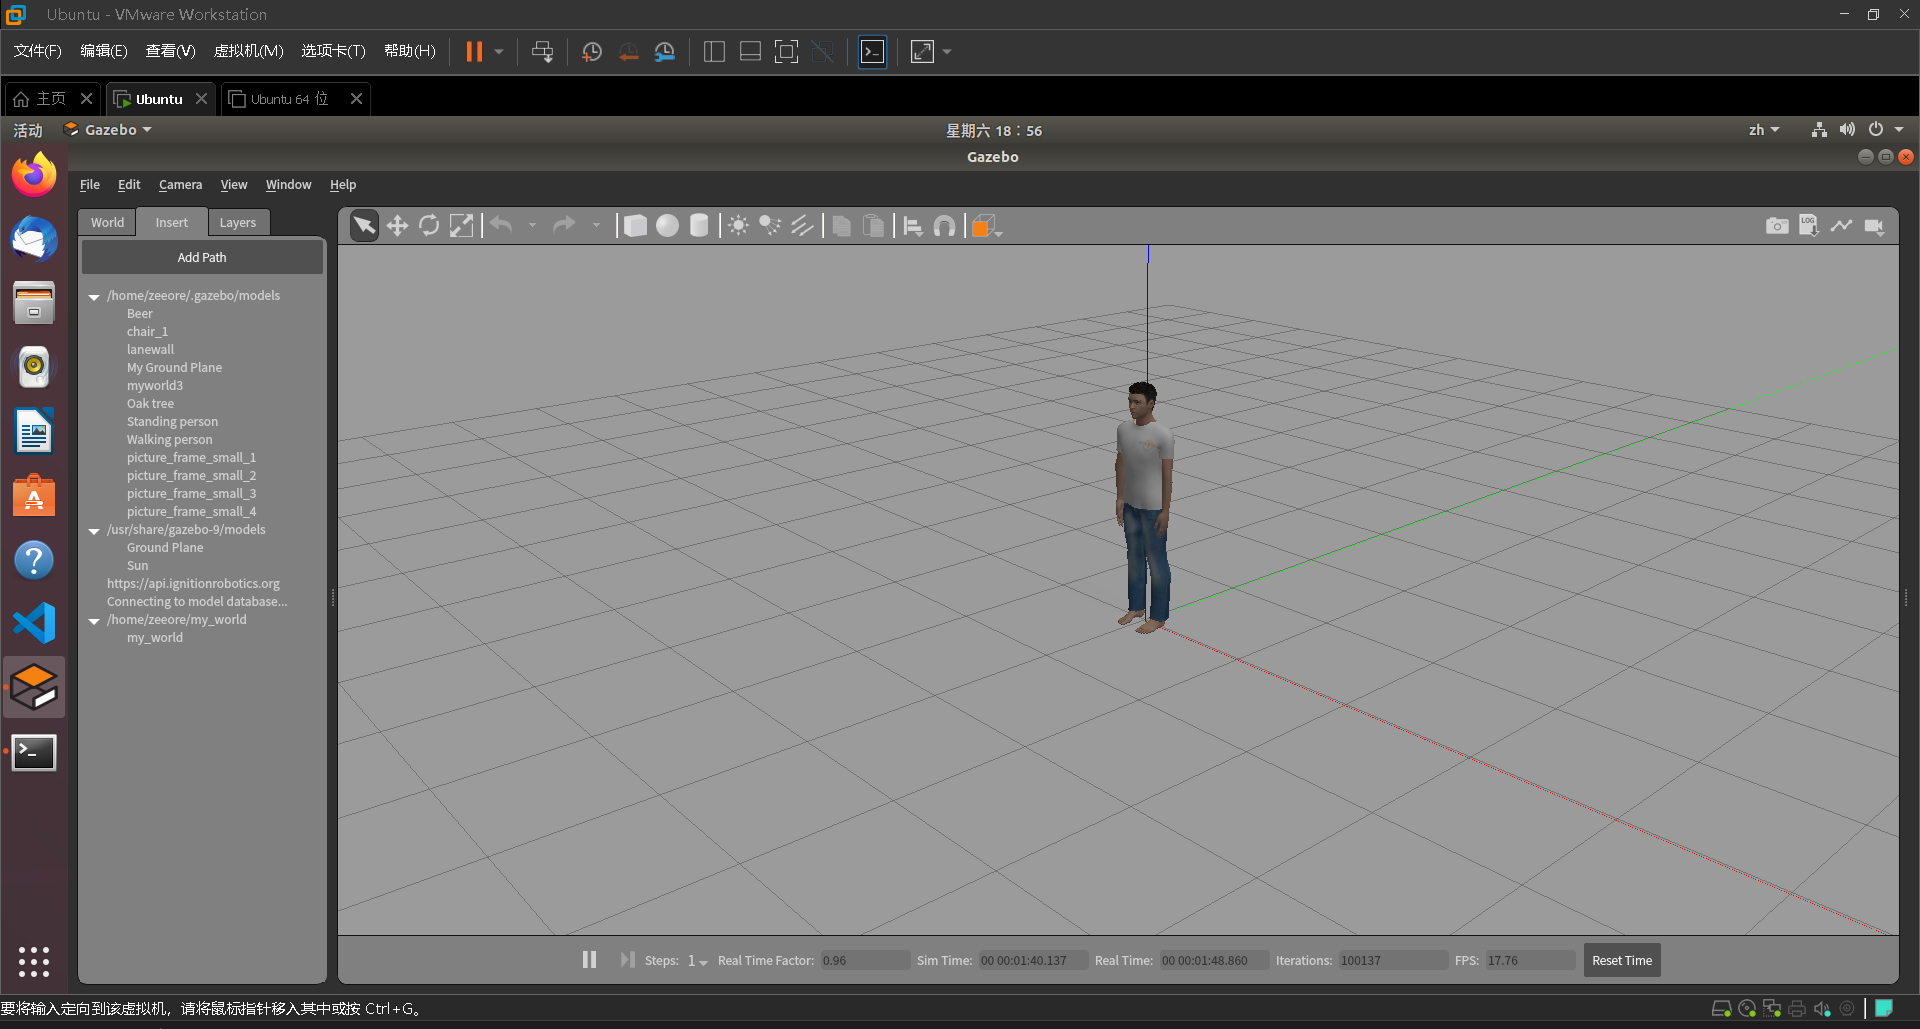 Ubuntu - VMware Workstation
文件(F) 编辑(E) 查看(V) 虚拟机(M) 选项卡(T) 帮助(H)
主页 Ubuntu Ubuntu 64 位
活动 Gazebo 星期六 18:56 zh
Gazebo
File Edit Camera View Window Help
World Insert Layers
LOG
Add Path
/home/zeeore/.gazebo/models
Beer
chair_1
lanewall
My Ground Plane
myworld3
Oak tree
Standing person
Walking person
picture_frame_small_1
picture_frame_small_2
picture_frame_small_3
picture_frame_small_4
/usr/share/gazebo-9/models
Ground Plane
Sun
https://api.ignitionrobotics.org
Connecting to model database...
/home/zeeore/my_world
my_world
Steps: 1 Real Time Factor: 0.96 Sim Time: 00 00:01:40.137 Real Time: 00 00:01:48.860 Iterations: 100137 FPS: 17.76 Reset Time
要将输入定向到该虚拟机，请将鼠标指针移入其中或按 Ctrl+G。